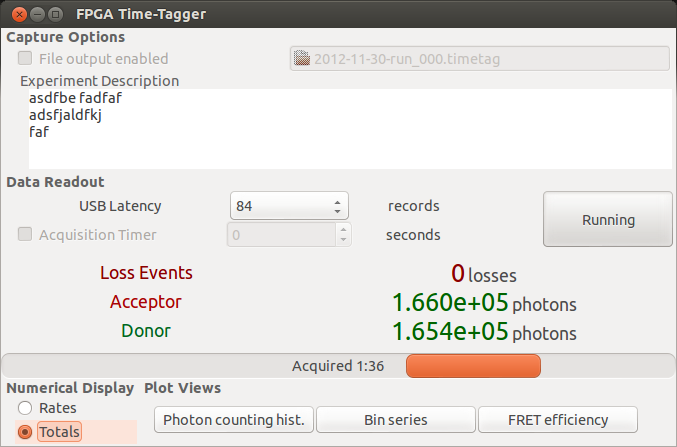 FPGA Time-Tagger
Capture Options
File output enabled
2012-11-30-run_000.timetag
Experiment Description
asdfbe fadfaf
adsfjaldfkj
faf
Data Readout
USB Latency 84 records
Running
Acquisition Timer 0 seconds
Loss Events 0 losses
Acceptor 1.660e+05 photons
Donor 1.654e+05 photons
Acquired 1:36
Numerical Display Plot Views
Rates
Photon counting hist. Bin series FRET efficiency
Totals